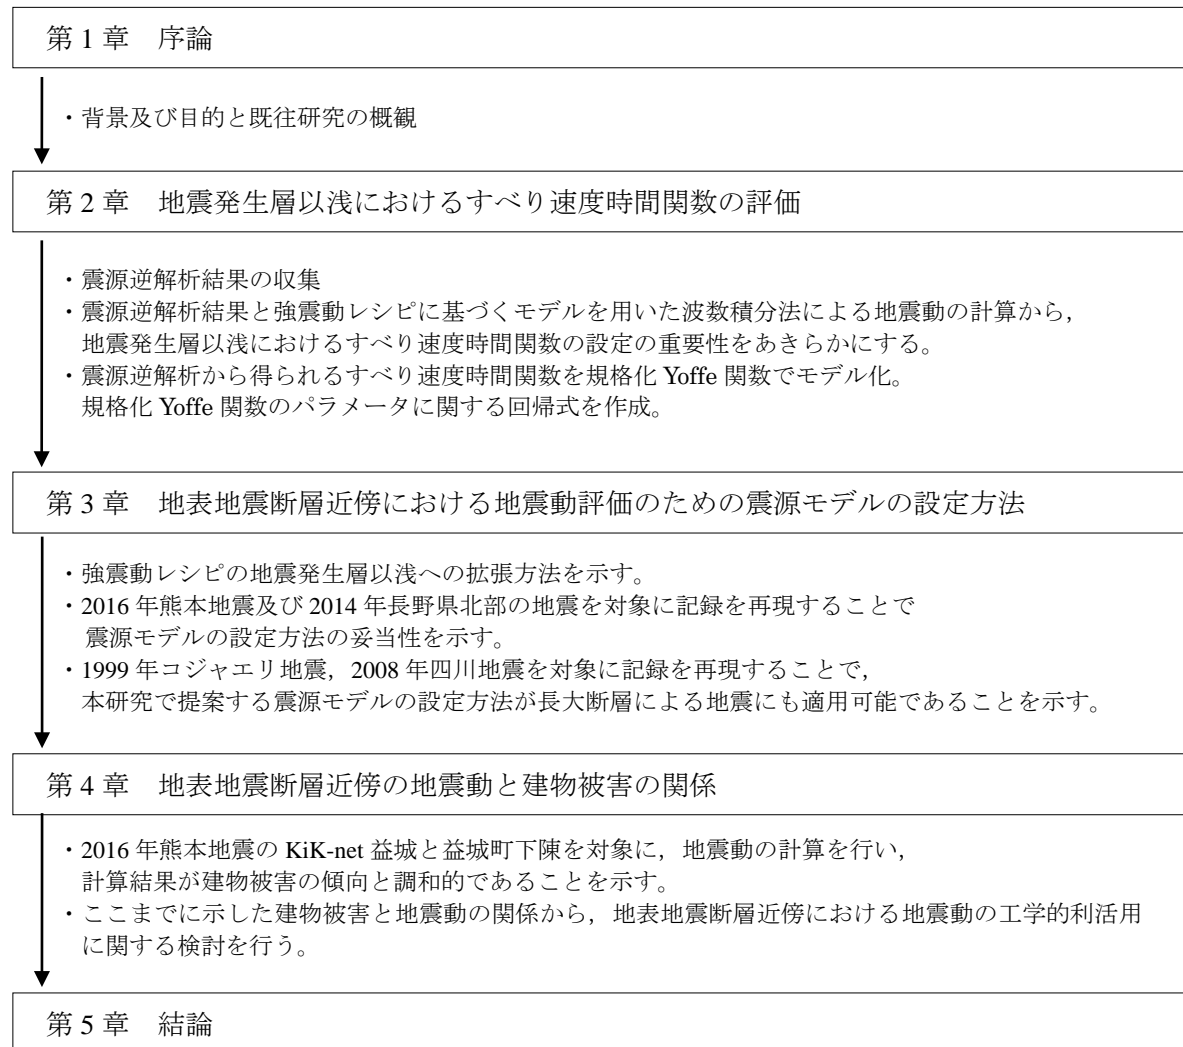 第1章　序論
・背景及び目的と既往研究の概観
第2章　地震発生層以浅におけるすべり速度時間関数の評価
・震源逆解析結果の収集
・震源逆解析結果と強震動レシピに基づくモデルを用いた波数積分法による地震動の計算から，
地震発生層以浅におけるすべり速度時間関数の設定の重要性をあきらかにする。
・震源逆解析から得られるすべり速度時間関数を規格化 Yoffe 関数でモデル化。
規格化 Yoffe 関数のパラメータに関する回帰式を作成。
第3章　地表地震断層近傍における地震動評価のための震源モデルの設定方法
・強震動レシピの地震発生層以浅への拡張方法を示す。
・2016 年熊本地震及び 2014 年長野県北部の地震を対象に記録を再現することで
震源モデルの設定方法の妥当性を示す。
・1999 年コジャエリ地震，2008 年四川地震を対象に記録を再現することで，
本研究で提案する震源モデルの設定方法が長大断層による地震にも適用可能であることを示す。
第4章　地表地震断層近傍の地震動と建物被害の関係
・2016 年熊本地震の KiK-net 益城と益城町下陳を対象に，地震動の計算を行い，
計算結果が建物被害の傾向と調和的であることを示す。
・ここまでに示した建物被害と地震動の関係から，地表地震断層近傍における地震動の工学的利活用
に関する検討を行う。
第5章　結論